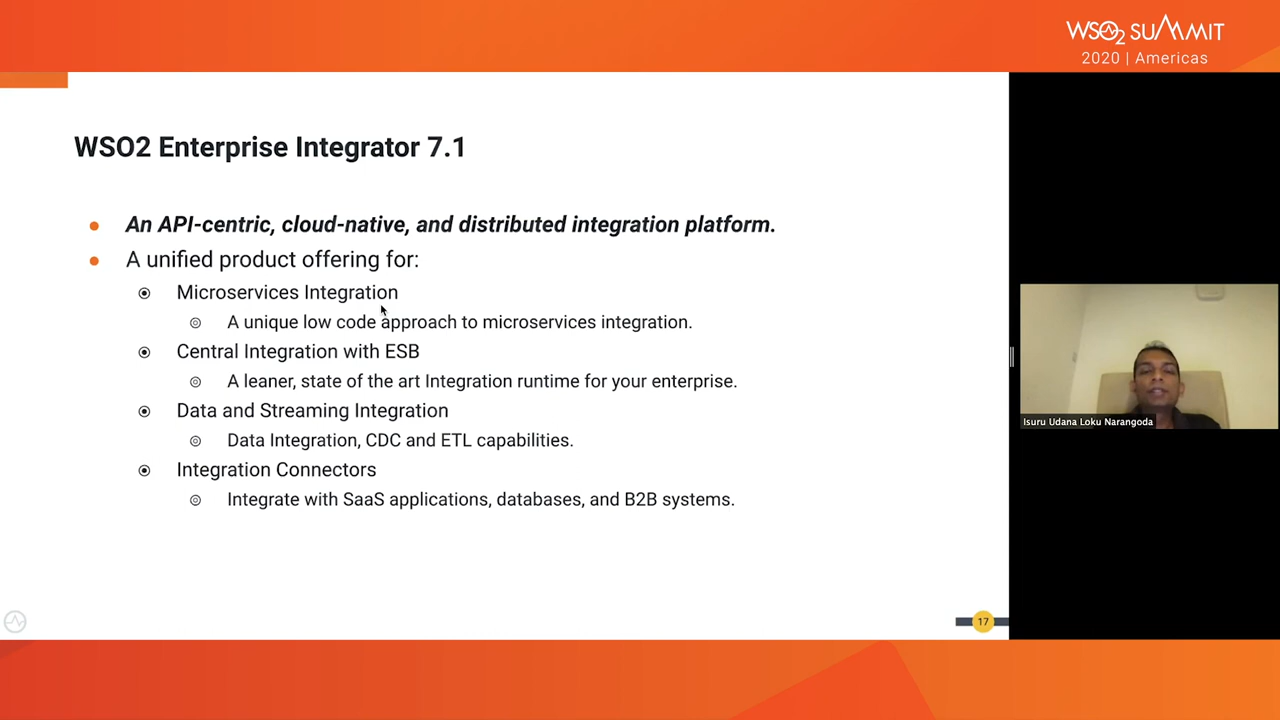 WSO2 SUMMIT
2020 | Americas
WSO2 Enterprise Integrator 7.1
An API-centric, cloud-native, and distributed integration platform.
A unified product offering for:
Microservices Integration
A unique low code approach to microservices integration.
Central Integration with ESB
A leaner, state of the art Integration runtime for your enterprise.
Data and Streaming Integration
Data Integration, CDC and ETL capabilities.
Integration Connectors
Integrate with SaaS applications, databases, and B2B systems.
Isuru Udana Loku Narangoda
17